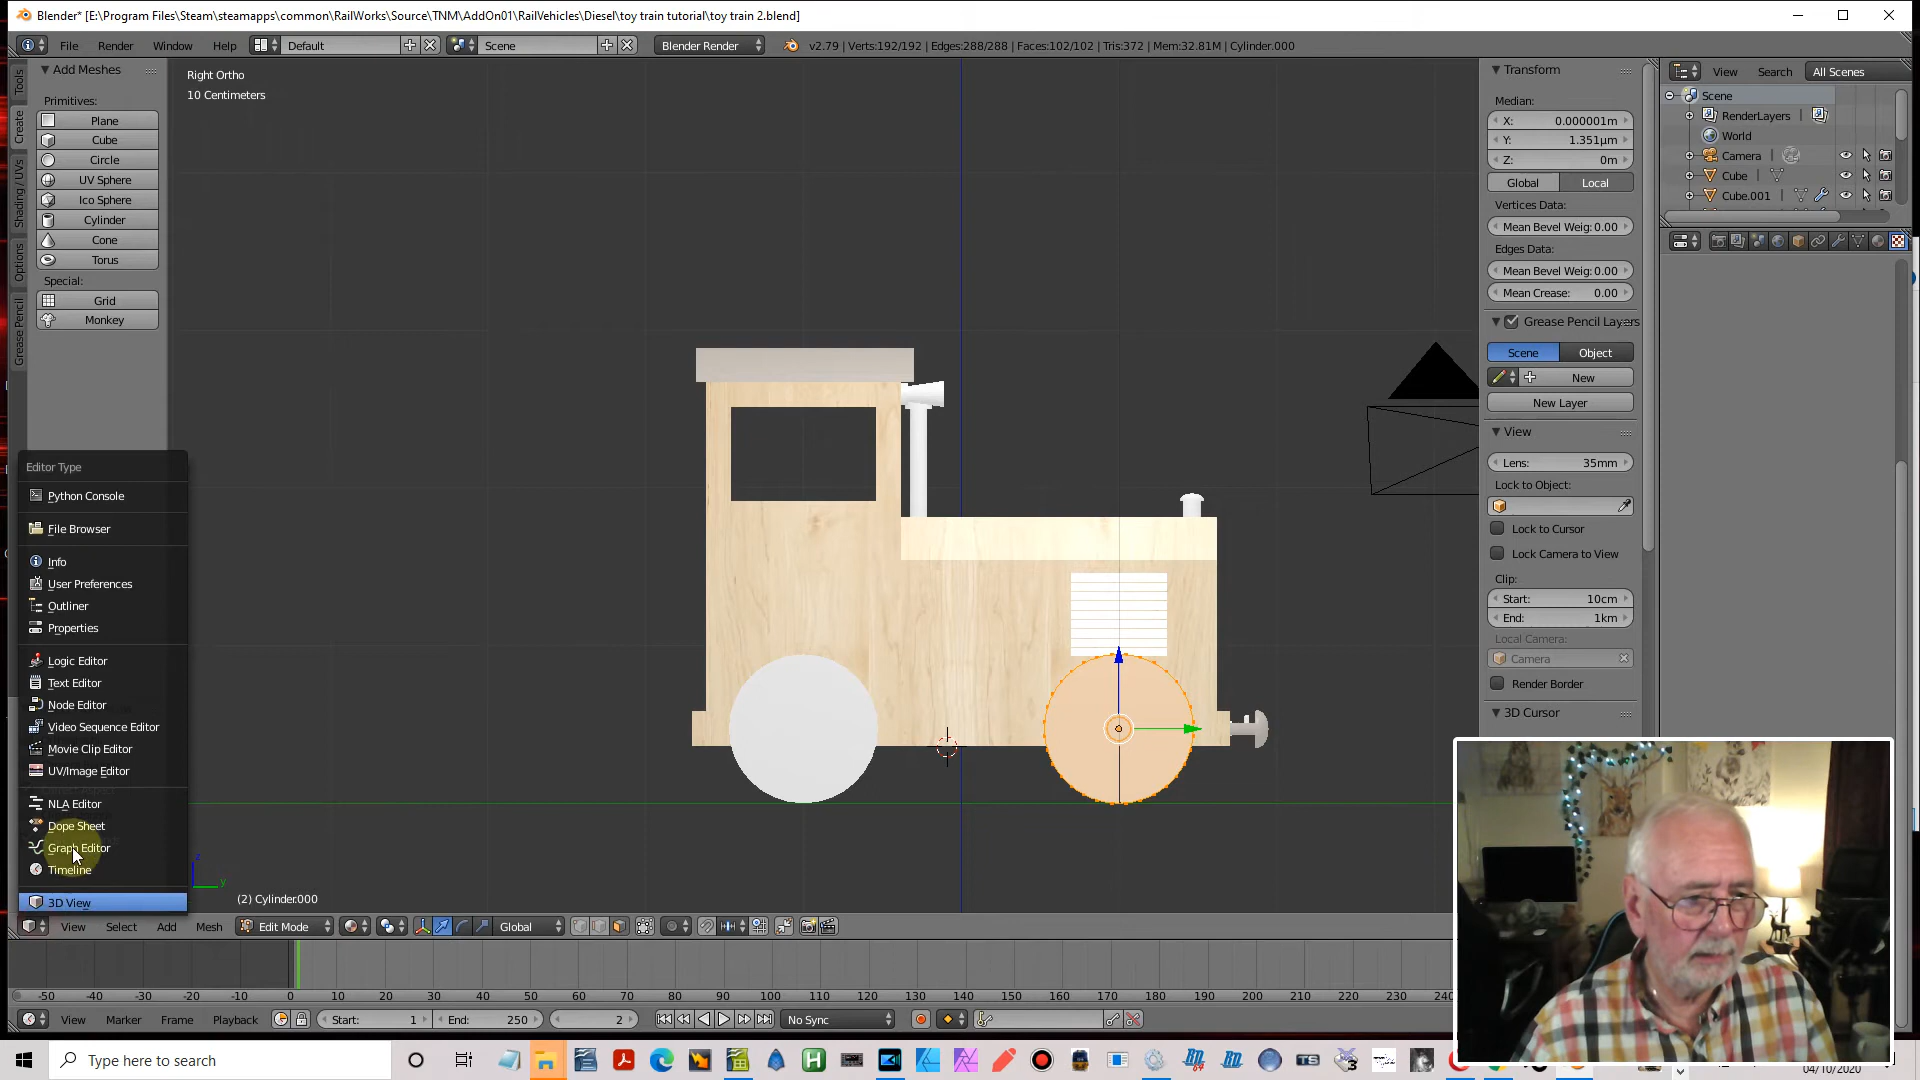 Blender* [E:\Program Files\Steam\steamapps\common\RailWorks\Source\TNM\AddOn01\RailVehicles\Diesel\toy train tutorial\toy train 2.blend]
File Render Window Help Default Scene Blender Render v2.79 | Verts:192/192 | Edges:288/288 | Faces:102/102 | Tris:372 | Mem:32.81M | Cylinder.000
Add Meshes
Primitives:
Plane
Cube
Circle
UV Sphere
Ico Sphere
Cylinder
Cone
Torus
Special:
Grid
Monkey
Tools
Create
Shading / UVs
Options
Grease Pencil
Right Ortho
10 Centimeters
Editor Type
Python Console
File Browser
Info
User Preferences
Outliner
Properties
Logic Editor
Text Editor
Node Editor
Video Sequence Editor
Movie Clip Editor
UV/Image Editor
NLA Editor
Dope Sheet
Graph Editor
Timeline
3D View
z
y
(2) Cylinder.000
View Select Add Mesh Edit Mode Global
-50 -40 -30 -20 -10 0 10 20 30 40 50 60 70 80 90 100 110 120 130 140 150 160 170 180 190 200 210 220 230 240
View Marker Frame Playback Start: 1 End: 250 2 No Sync
Transform
Median:
X: 0.000001m
Y: 1.351µm
Z: 0m
Global Local
Vertices Data:
Mean Bevel Weig: 0.00
Edges Data:
Mean Bevel Weig: 0.00
Mean Crease: 0.00
Grease Pencil Layers
Scene Object
New
New Layer
View
Lens: 35mm
Lock to Object:
Lock to Cursor
Lock Camera to View
Clip:
Start: 10cm
End: 1km
Local Camera:
Camera
Render Border
3D Cursor
View Search All Scenes
Scene
RenderLayers
World
Camera
Cube
Cube.001
Type here to search
TS
04/10/2020